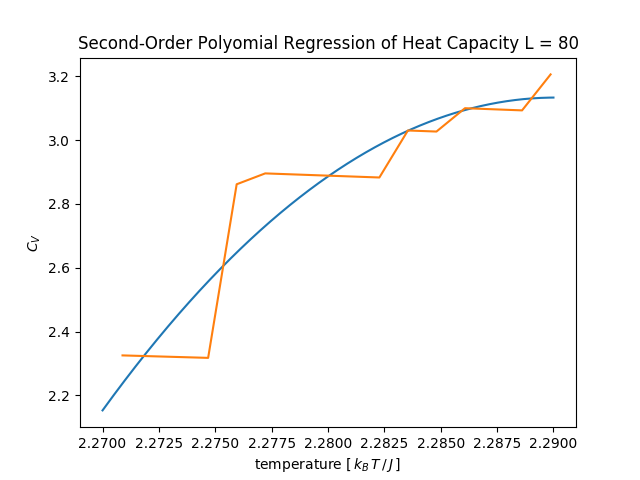 Second-Order Polyomial Regression of Heat Capacity L = 80
3.2
3.0
2.8
2.6
2.4
2.2
C_V
2.2700 2.2725 2.2750 2.2775 2.2800 2.2825 2.2850 2.2875 2.2900
temperature [ k_B T / J ]